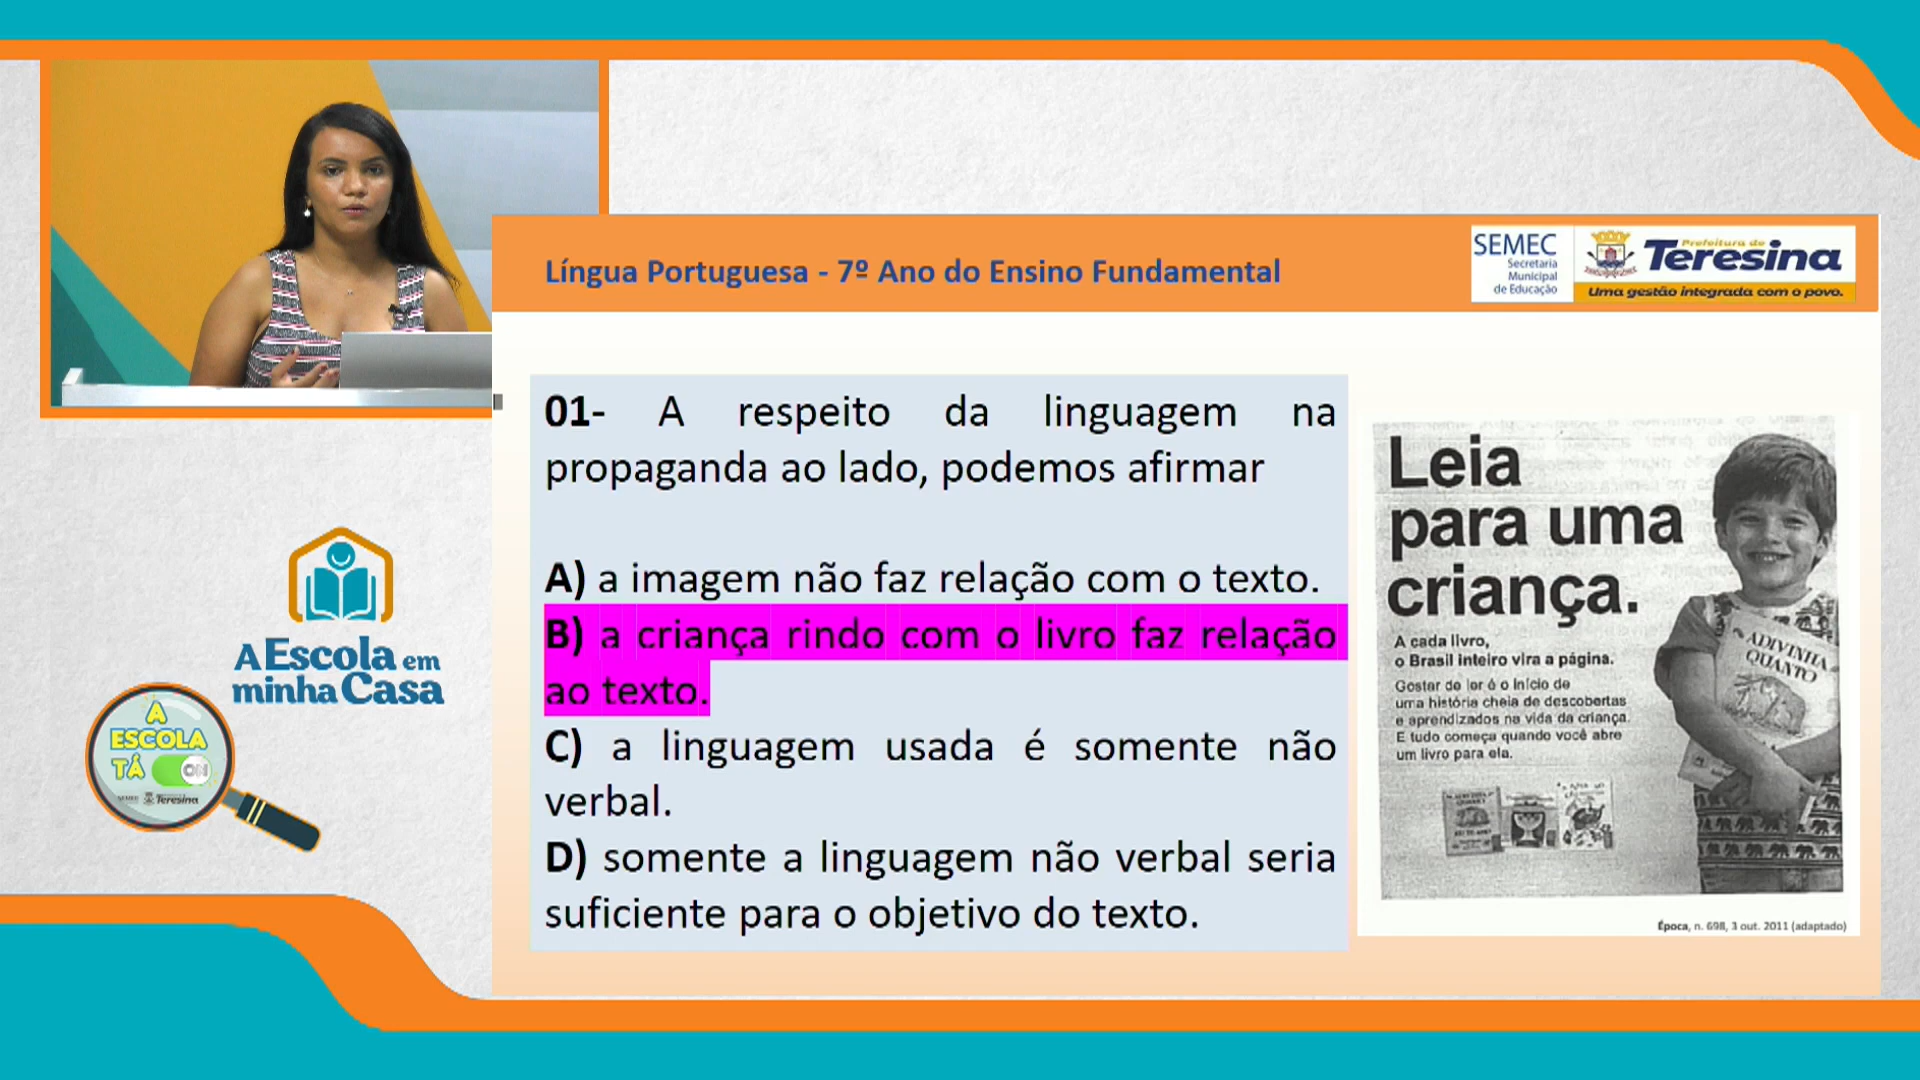 Língua Portuguesa - 7º Ano do Ensino Fundamental
SEMEC
Secretaria
Municipal
de Educação
Prefeitura de
Teresina
Uma gestão integrada com o povo.
01- A respeito da linguagem na
propaganda ao lado, podemos afirmar
A) a imagem não faz relação com o texto.
B) a criança rindo com o livro faz relação
ao texto.
C) a linguagem usada é somente não
verbal.
D) somente a linguagem não verbal seria
suficiente para o objetivo do texto.
Leia
para uma
criança.
A cada livro,
o Brasil inteiro vira a página.
Gostar de ler é o início de
uma história cheia de descobertas
e aprendizados na vida da criança.
E tudo começa quando você abre
um livro para ela.
ADIVINHA
QUANTO
Época, n. 698, 3 out. 2011 (adaptado)
A Escola em
minha Casa
A
ESCOLA
TÁ ON
SEMEC Teresina